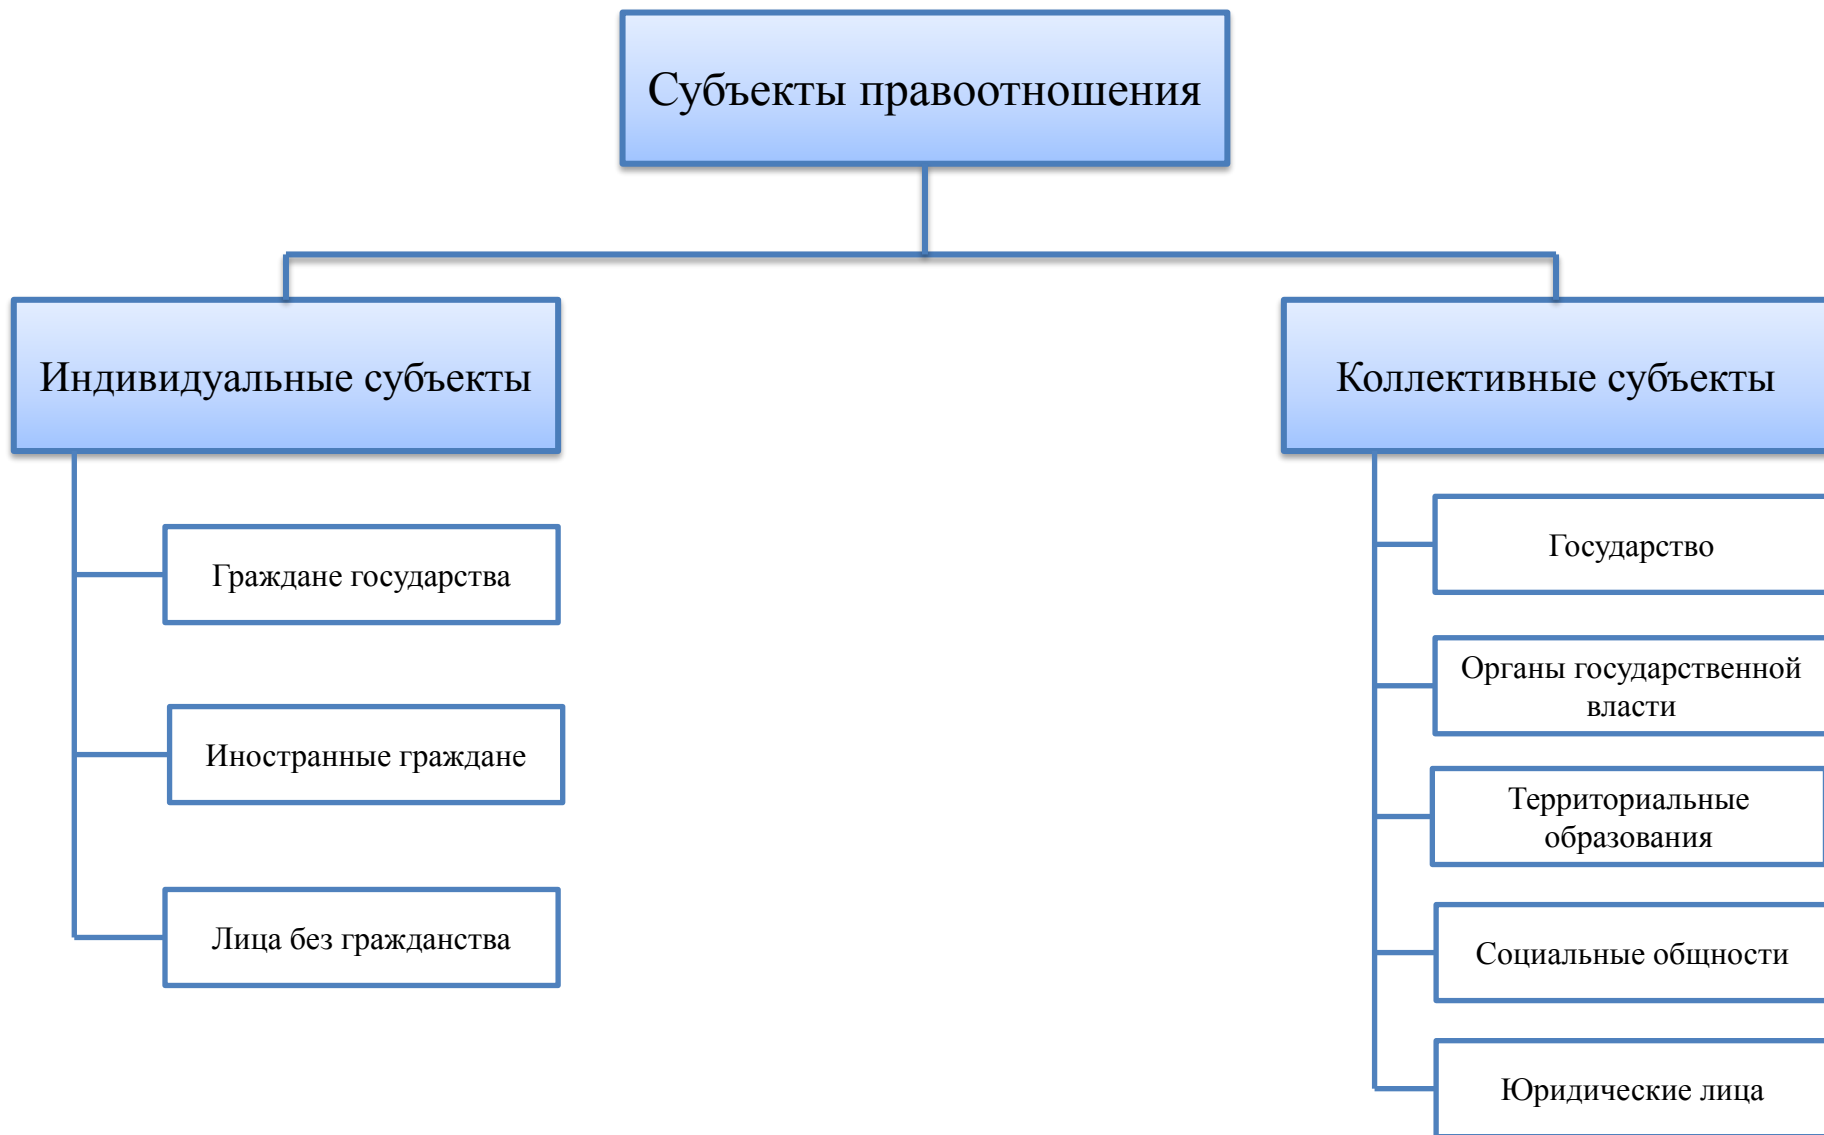 Субъекты правоотношения
Индивидуальные субъекты
Граждане государства
Иностранные граждане
Лица без гражданства
Коллективные субъекты
Государство
Органы государственной
власти
Территориальные
образования
Социальные общности
Юридические лица